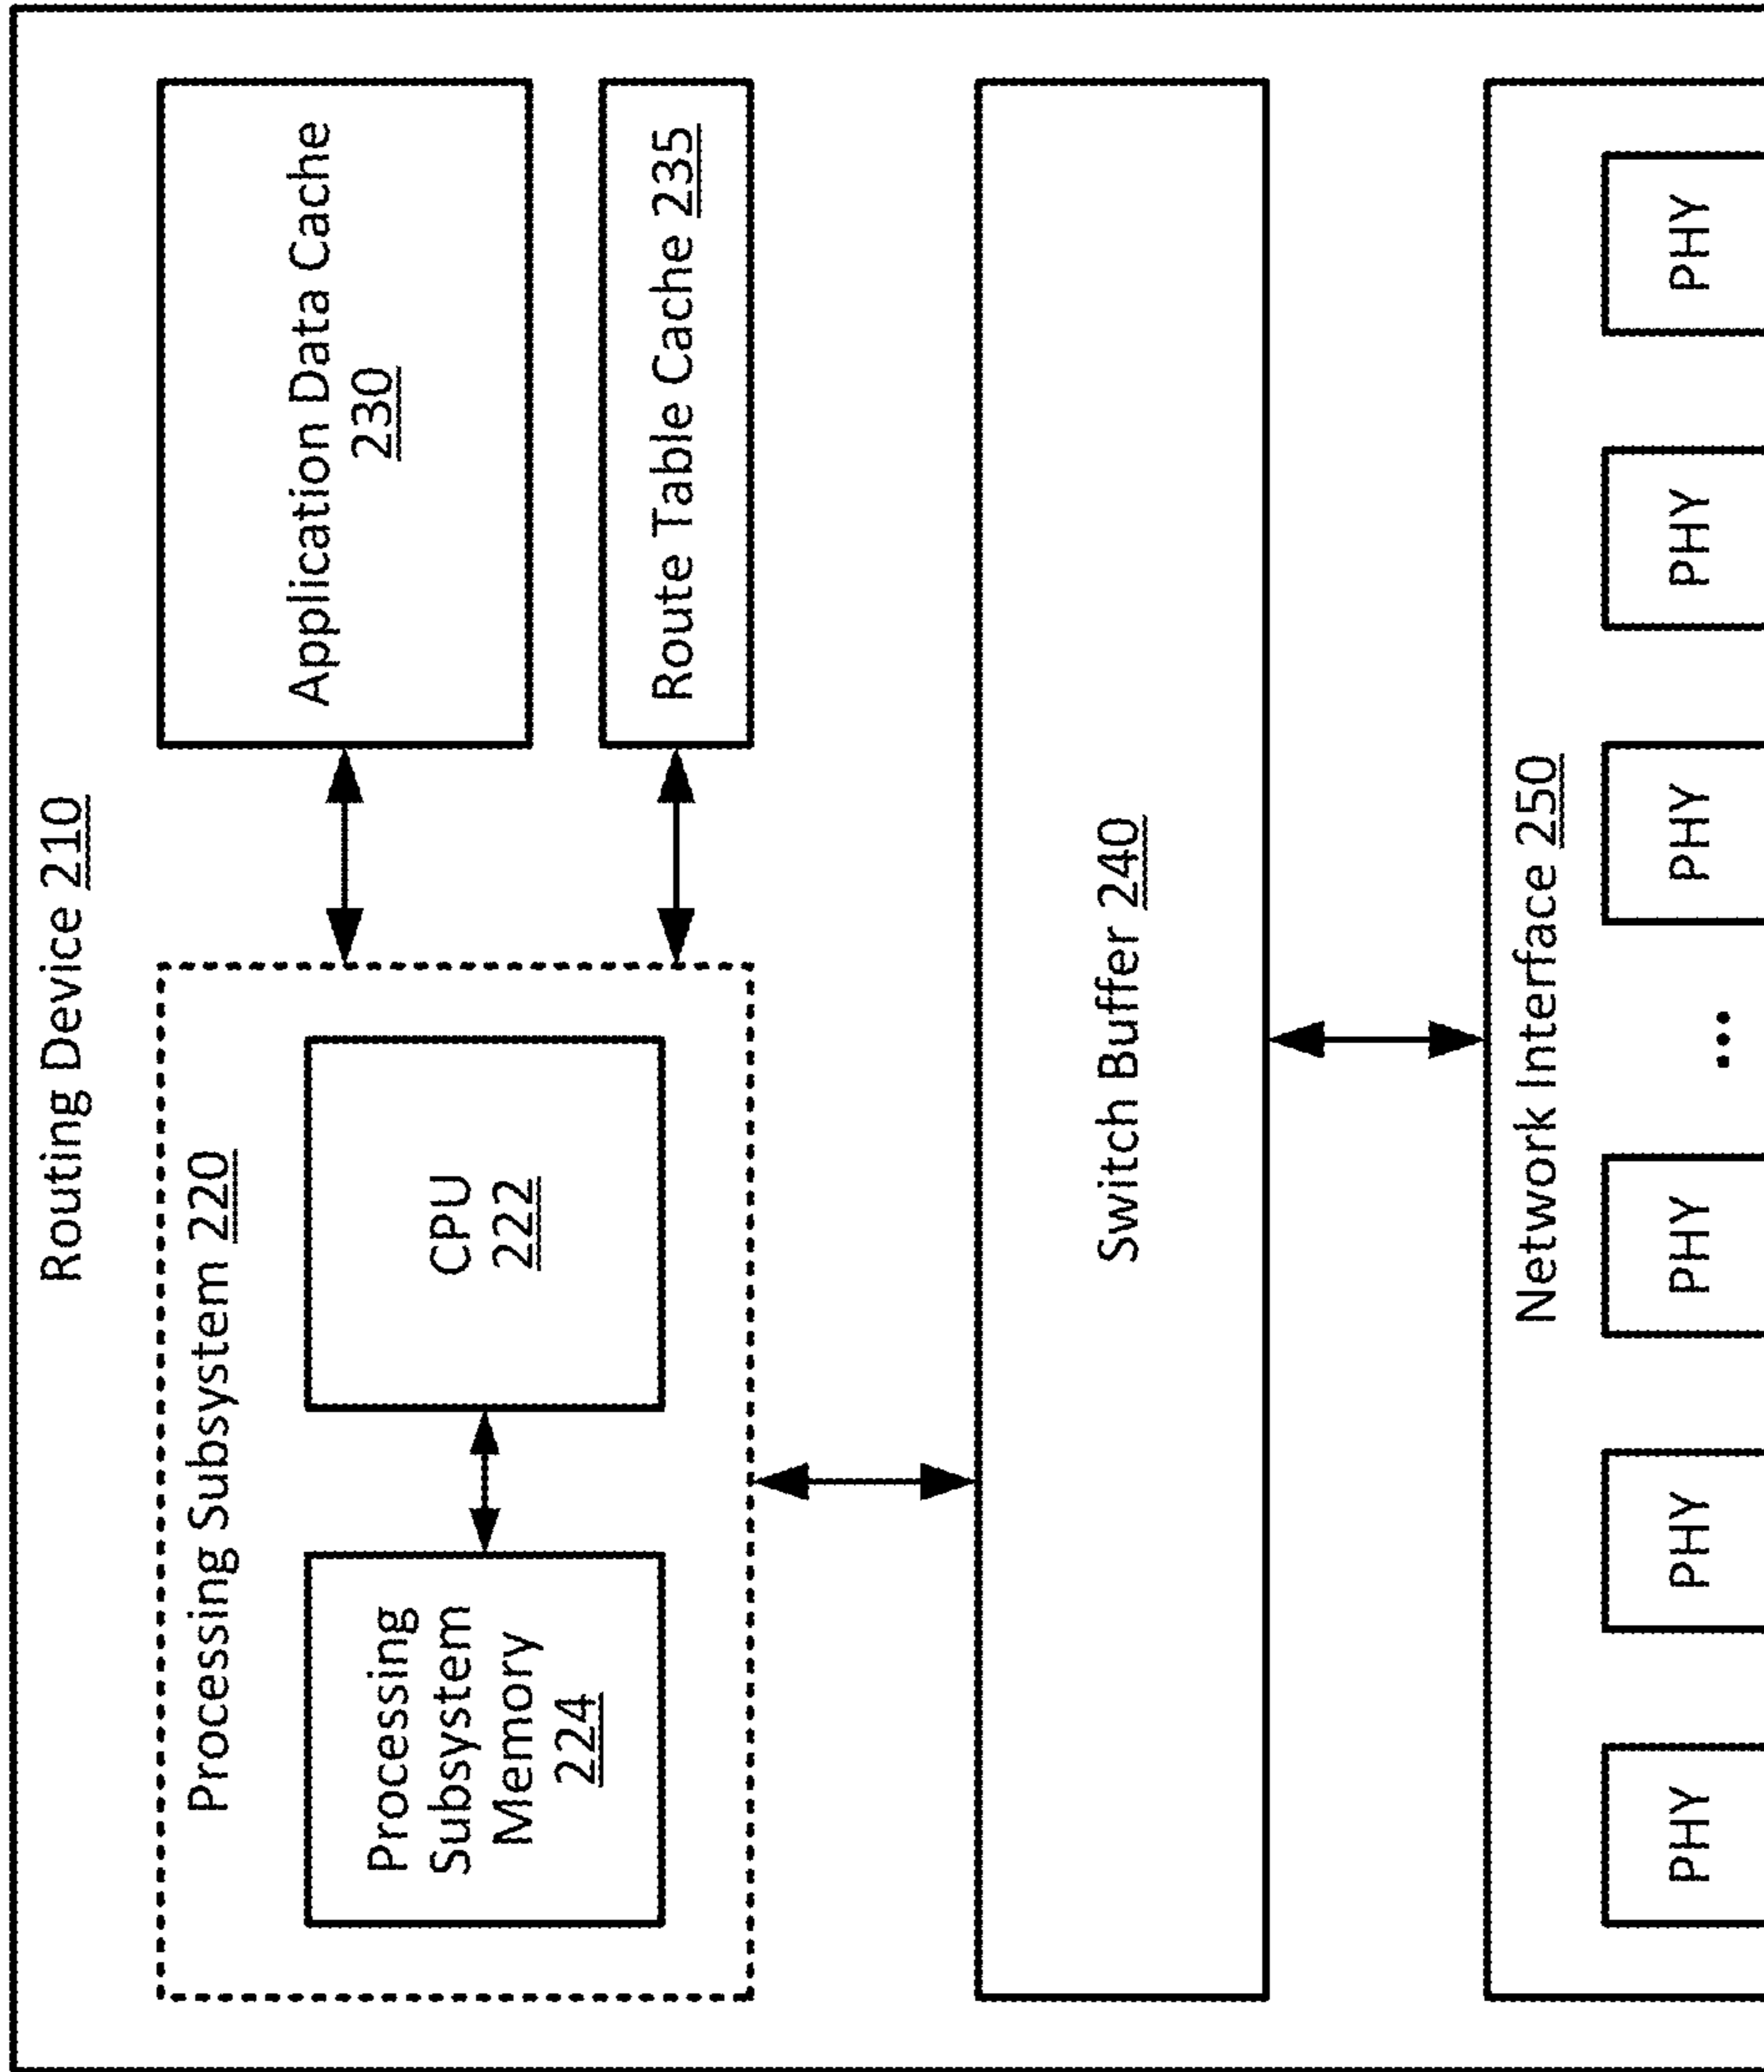 Routing Device 210
Processing Subsystem 220
Processing
Subsystem
Memory
224
CPU
222
Application Data Cache
230
Route Table Cache 235
Switch Buffer 240
Network Interface 250
PHY
PHY
PHY
...
PHY
PHY
PHY